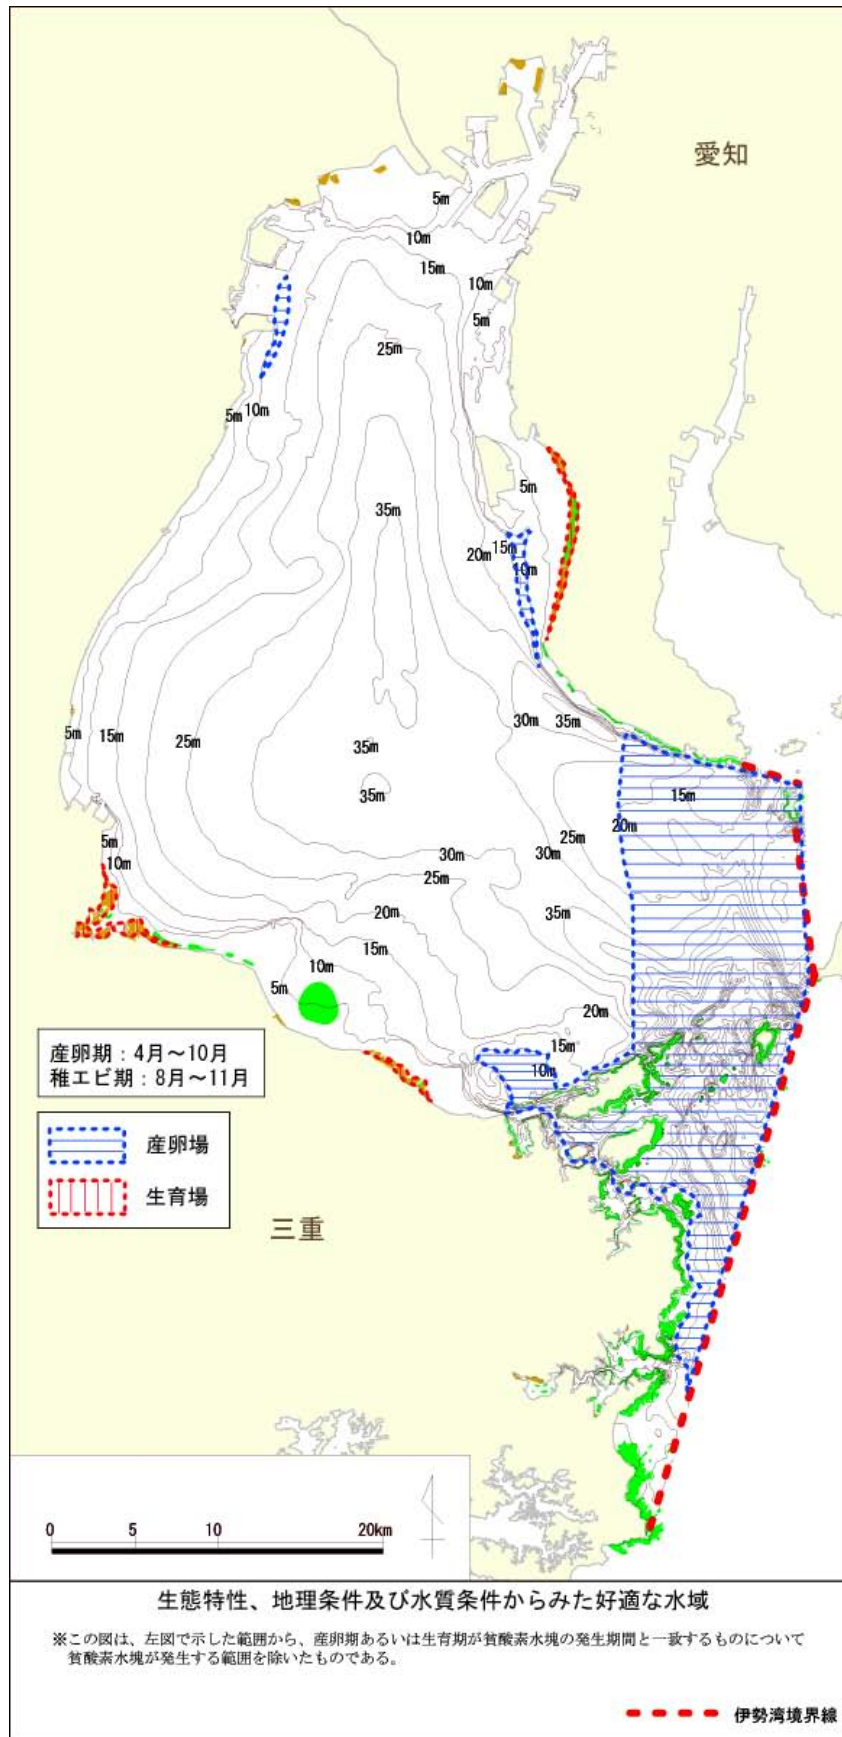 愛知
5m
10m
15m
10m
5m
25m
5m
10m
5m
35m
15m
20m
10m
30m
35m
5m
15m
25m
35m
35m
15m
20m
25m
30m
30m
5m
10m
25m
20m
35m
15m
10m
5m
20m
15m
10m
産卵期：4月～10月
稚エビ期：8月～11月
産卵場
生育場
三重
0 5 10 20km
生態特性、地理条件及び水質条件からみた好適な水域
※この図は、左図で示した範囲から、産卵期あるいは生育期が貧酸素水塊の発生期間と一致するものについて
貧酸素水塊が発生する範囲を除いたものである。
伊勢湾境界線